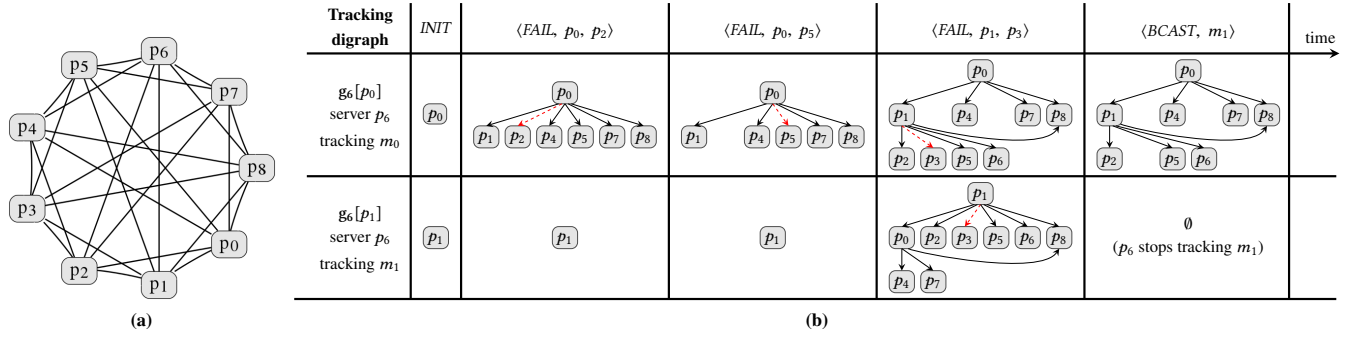 p6
p5
p7
p4
p8
p3
p0
p2
p1
(a)
Tracking digraph INIT ⟨FAIL, p0, p2⟩ ⟨FAIL, p0, p5⟩ ⟨FAIL, p1, p3⟩ ⟨BCAST, m1⟩ time
g6[p0]
server p6
tracking m0
p0
p0
p1 p2 p4 p5 p7 p8
p0
p1 p4 p5 p7 p8
p0
p1 p4 p7 p8
p2 p3 p5 p6
p0
p1 p4 p7 p8
p2 p5 p6
g6[p1]
server p6
tracking m1
p1
p1
p1
p1
p0 p2 p3 p5 p6 p8
p4 p7
∅
(p6 stops tracking m1)
(b)